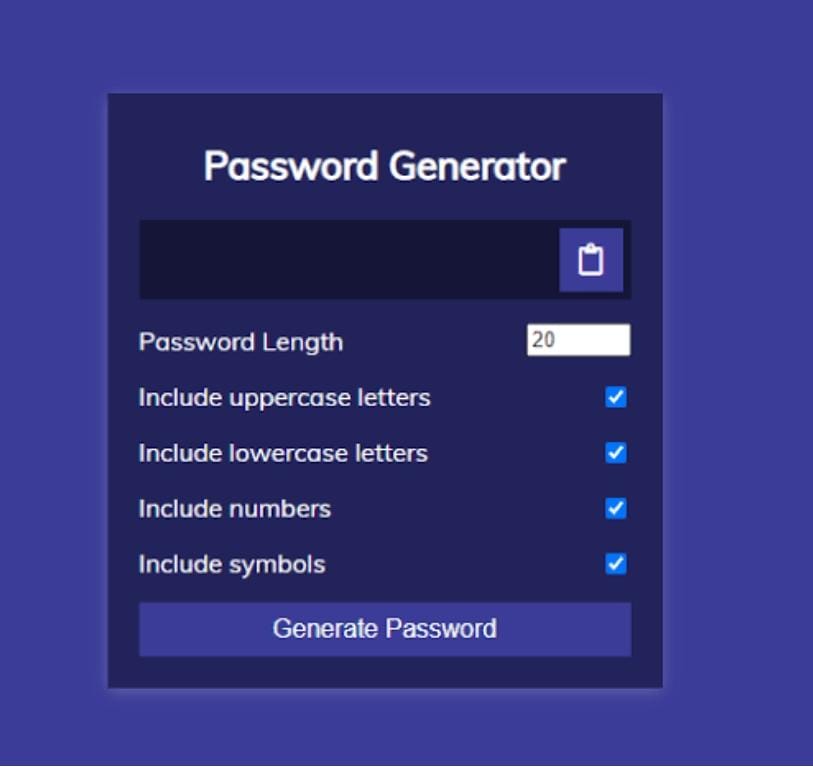 Password Generator
Password Length 20
Include uppercase letters
Include lowercase letters
Include numbers
Include symbols
Generate Password